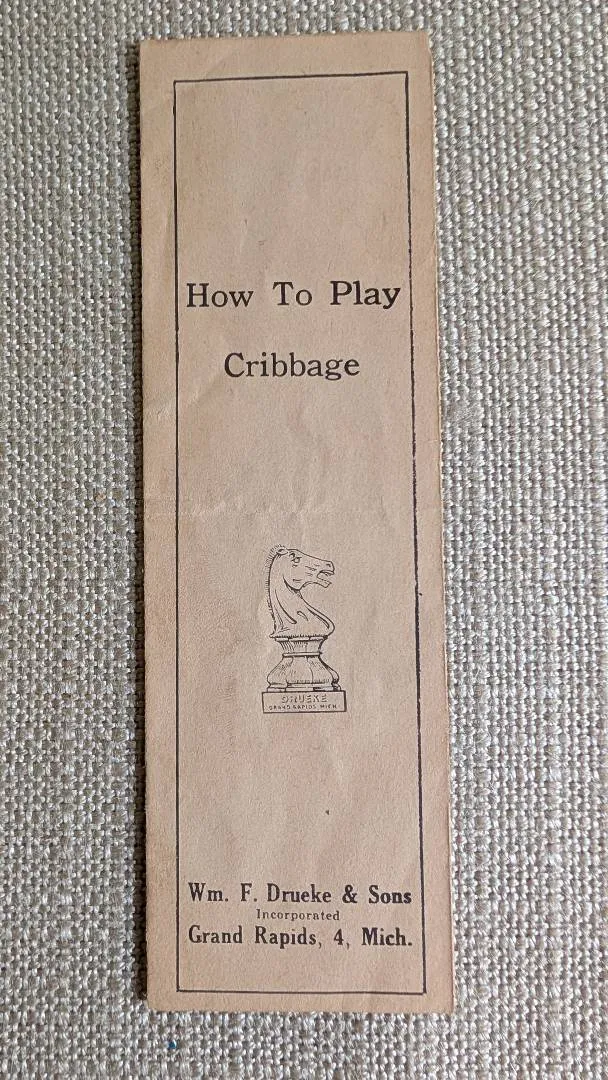 How To Play
Cribbage
DRUEKE
GRAND RAPIDS, MICH.
Wm. F. Drueke & Sons
Incorporated
Grand Rapids, 4, Mich.